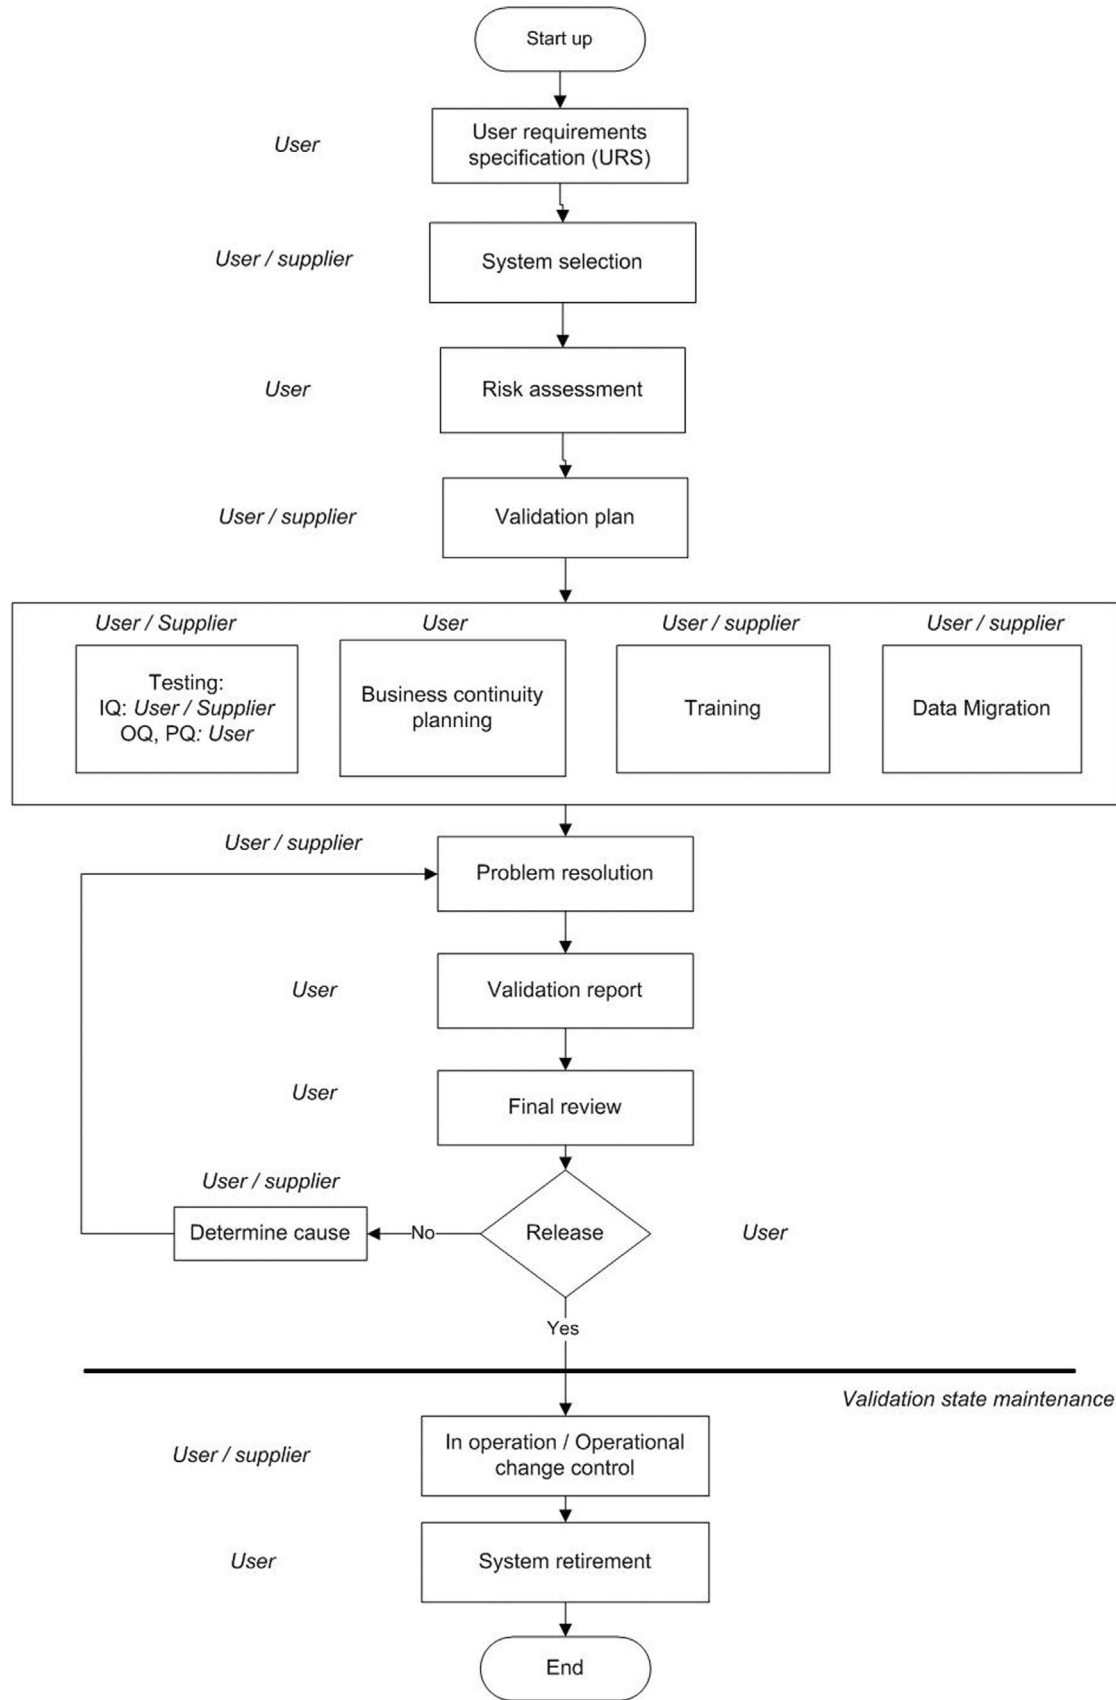 Start up
User
User requirements
specification (URS)
User / supplier
System selection
User
Risk assessment
User / supplier
Validation plan
User / Supplier
User
User / supplier
User / supplier
Testing:
IQ: User / Supplier
OQ, PQ: User
Business continuity
planning
Training
Data Migration
User / supplier
Problem resolution
User
Validation report
User
Final review
User / supplier
Determine cause
No
Release
User
Yes
Validation state maintenance
User / supplier
In operation / Operational
change control
User
System retirement
End